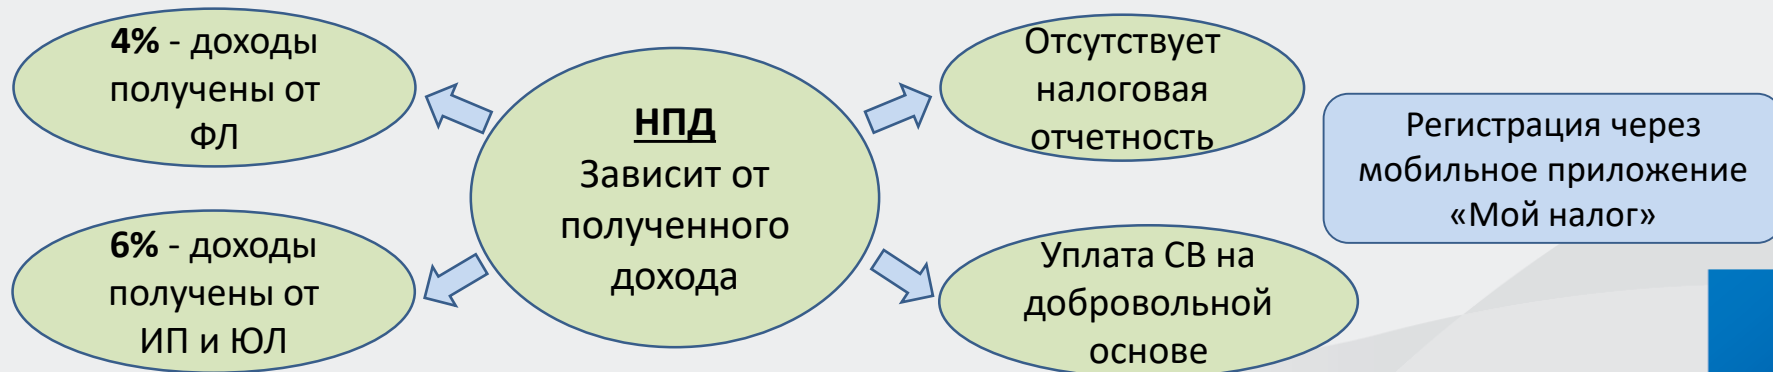 4% - доходы
получены от
ФЛ
6% - доходы
получены от
ИП и ЮЛ
НПД
Зависит от
полученного
дохода
Отсутствует
налоговая
отчетность
Уплата СВ на
добровольной
основе
Регистрация через
мобильное приложение
«Мой налог»